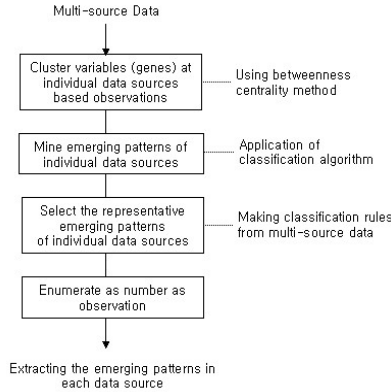 Multi-source Data
Cluster variables (genes) at
individual data sources
based observations
Using betweenness
centrality method
Mine emerging patterns of
individual data sources
Application of
classification algorithm
Select the representative
emerging patterns
of individual data sources
Making classification rules
from multi-source data
Enumerate as number as
observation
Extracting the emerging patterns in
each data source